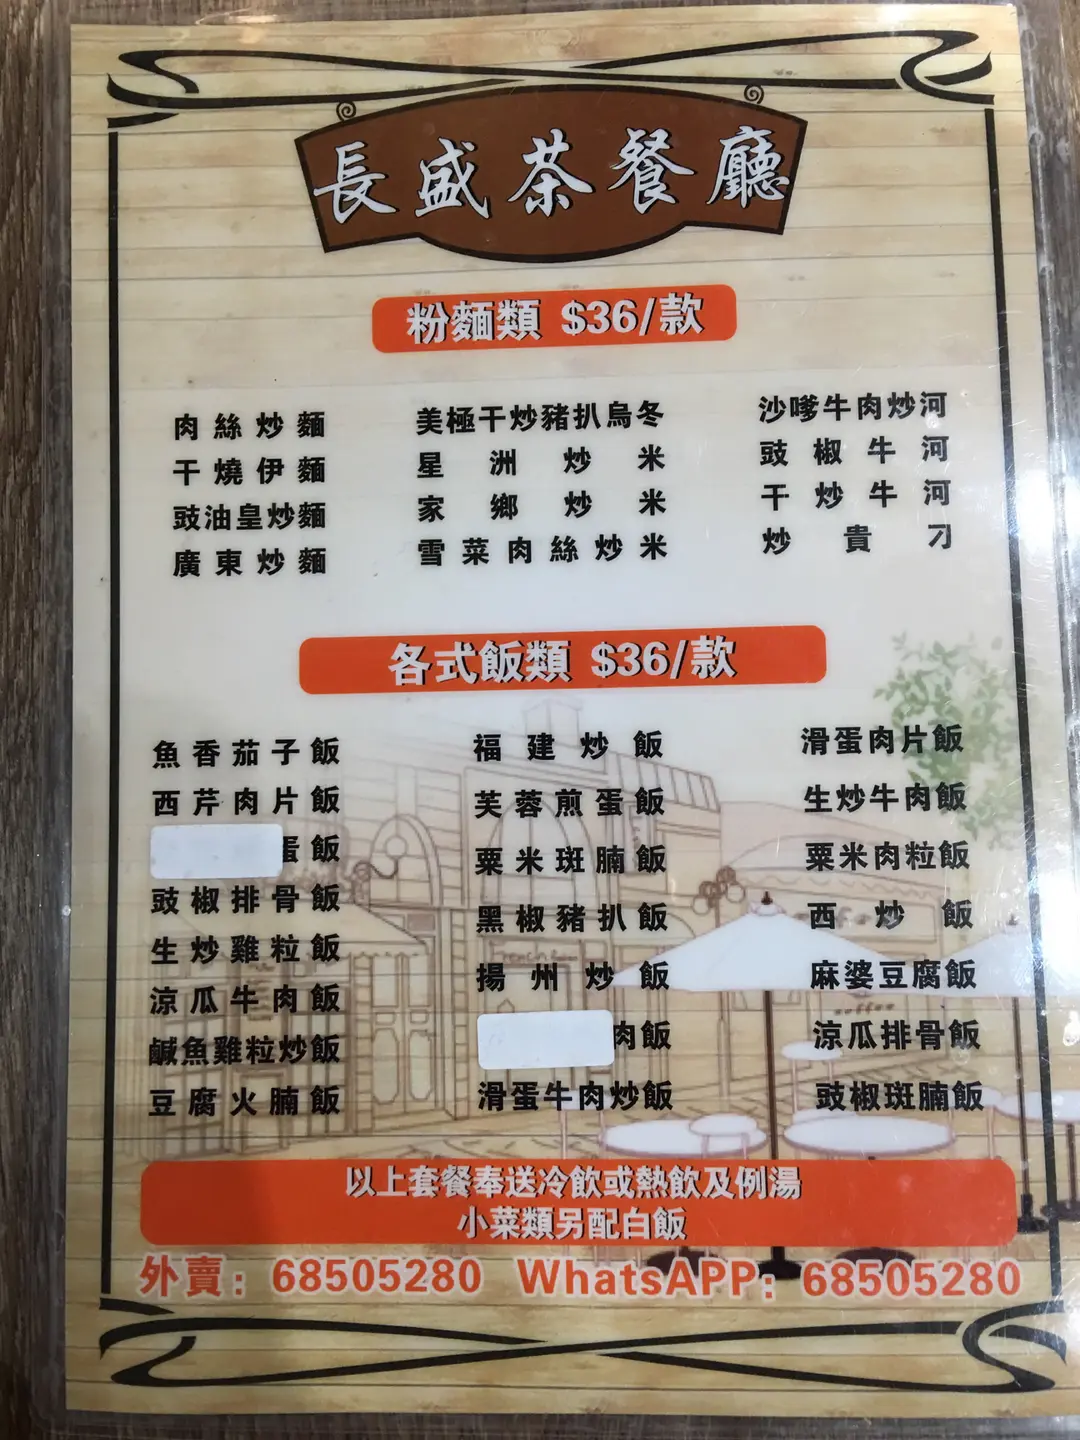 長盛茶餐廳
粉麵類 $36/款
肉絲炒麵
干燒伊麵
豉油皇炒麵
廣東炒麵
美極干炒豬扒烏冬
星洲炒米
家鄉炒米
雪菜肉絲炒米
沙嗲牛肉炒河
豉椒牛河
干炒牛河
炒貴刁
各式飯類 $36/款
魚香茄子飯
西芹肉片飯
蛋飯
豉椒排骨飯
生炒雞粒飯
涼瓜牛肉飯
鹹魚雞粒炒飯
豆腐火腩飯
福建炒飯
芙蓉煎蛋飯
粟米斑腩飯
黑椒豬扒飯
揚州炒飯
肉飯
滑蛋牛肉炒飯
滑蛋肉片飯
生炒牛肉飯
粟米肉粒飯
西炒飯
麻婆豆腐飯
涼瓜排骨飯
豉椒斑腩飯
以上套餐奉送冷飲或熱飲及例湯
小菜類另配白飯
外賣：68505280 WhatsAPP：68505280